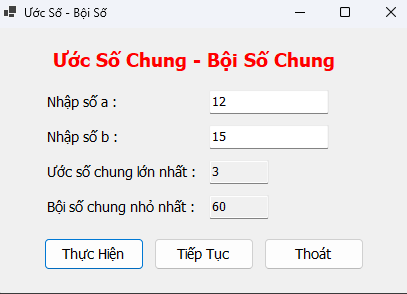 Ước Số - Bội Số
Ước Số Chung - Bội Số Chung
Nhập số a : 12
Nhập số b : 15
Ước số chung lớn nhất : 3
Bội số chung nhỏ nhất : 60
Thực Hiện Tiếp Tục Thoát